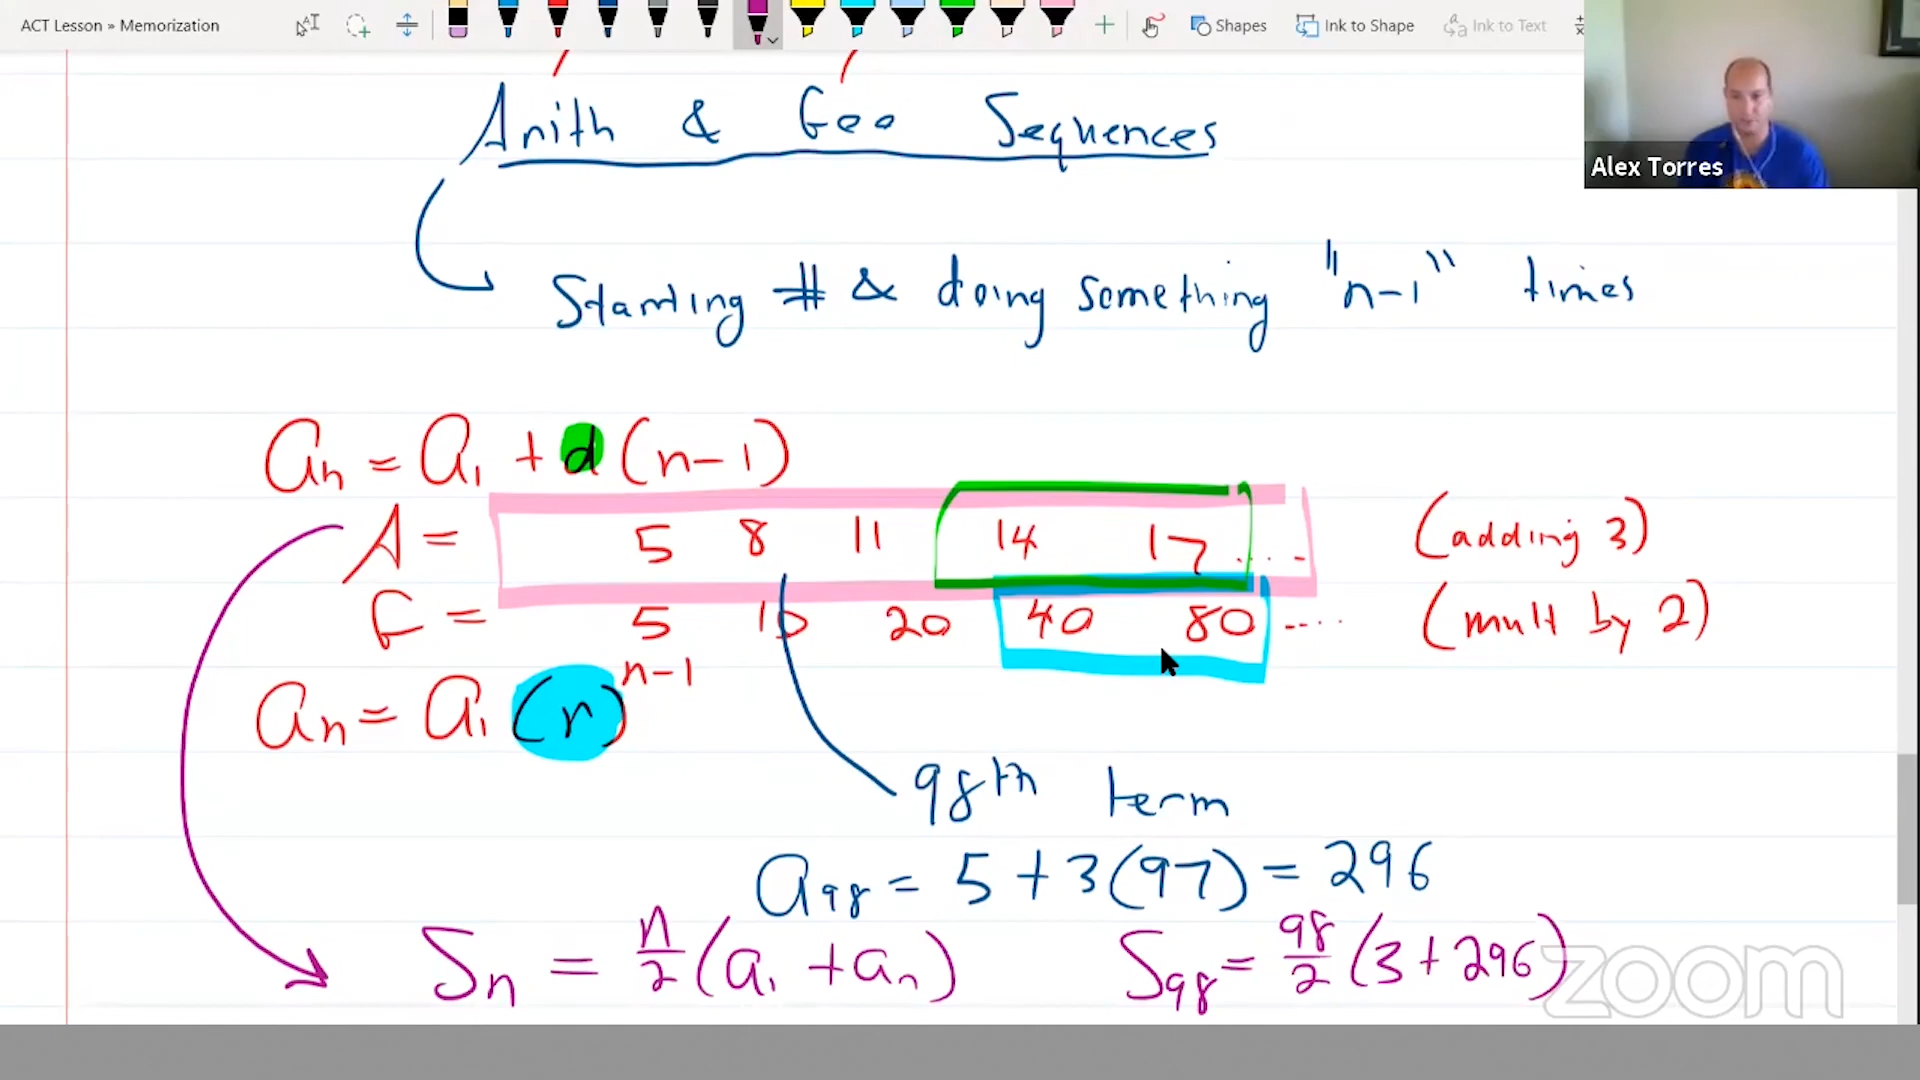 ACT Lesson » Memorization
Shapes Ink to Shape Ink to Text
Alex Torres
Arith & Geo Sequences
Starting # & doing something "n-1" times
aₙ = a₁ + d (n-1)
A = 5 8 11 14 17 .... (adding 3)
G = 5 10 20 40 80 .... (mult by 2)
aₙ = a₁ (r)ⁿ⁻¹
98th term
a₉₈ = 5 + 3(97) = 296
Sₙ = n/2 (a₁ + aₙ) S₉₈ = 98/2 (3 + 296)
zoom